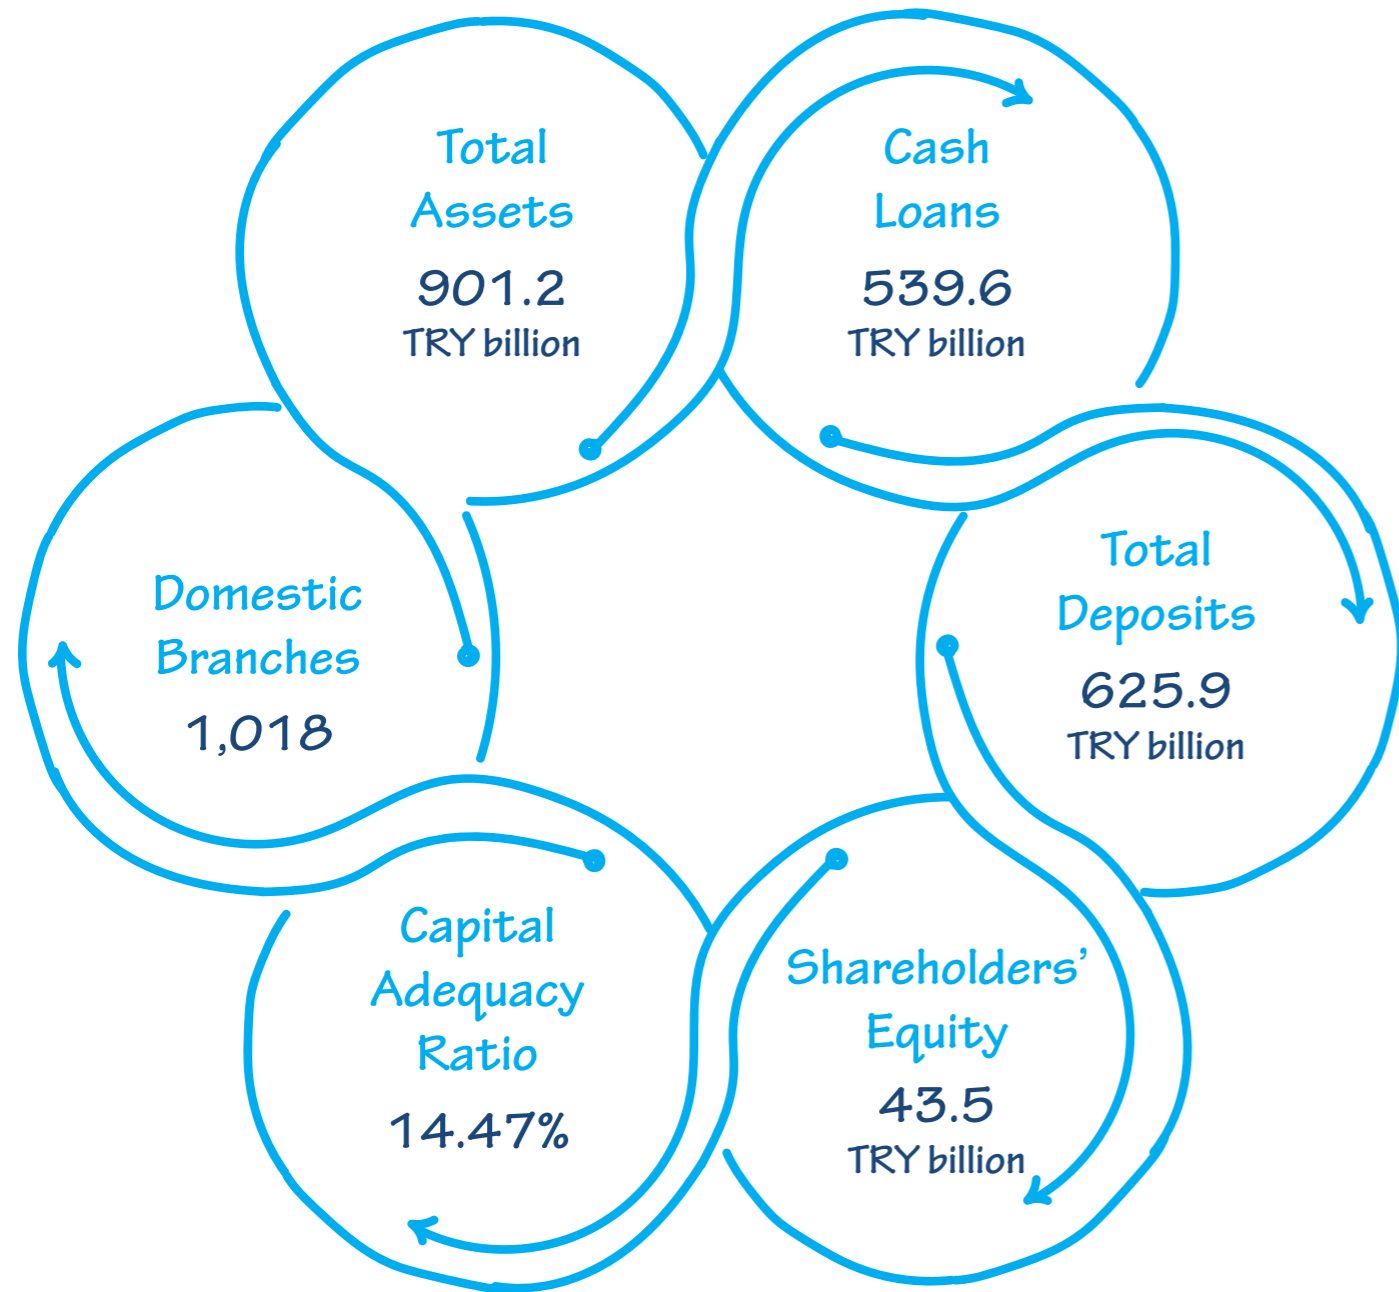 Total
Assets
901.2
TRY billion
Cash
Loans
539.6
TRY billion
Total
Deposits
625.9
TRY billion
Shareholders’
Equity
43.5
TRY billion
Capital
Adequacy
Ratio
14.47%
Domestic
Branches
1,018